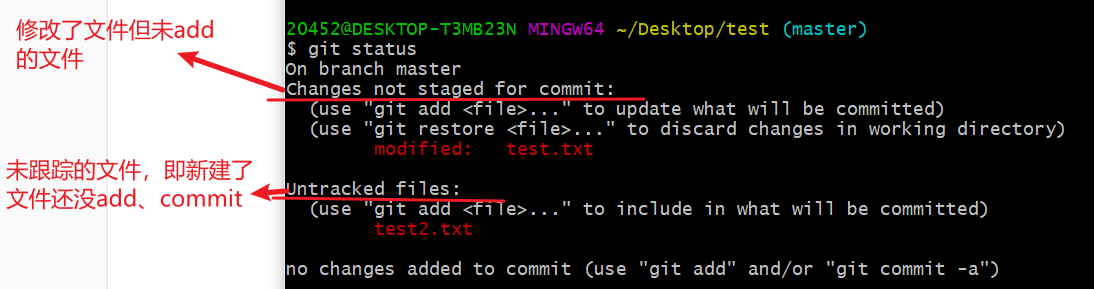 修改了文件但未add
的文件
未跟踪的文件，即新建了
文件还没add、commit
20452@DESKTOP-T3MB23N MINGW64 ~/Desktop/test (master)
$ git status
On branch master
Changes not staged for commit:
  (use "git add <file>..." to update what will be committed)
  (use "git restore <file>..." to discard changes in working directory)
        modified:   test.txt
Untracked files:
  (use "git add <file>..." to include in what will be committed)
        test2.txt
no changes added to commit (use "git add" and/or "git commit -a")